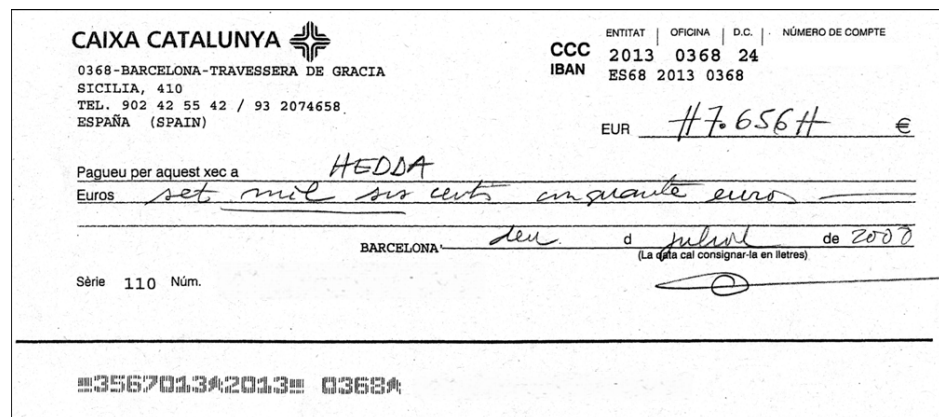 CAIXA CATALUNYA
ENTITAT | OFICINA | D.C. | NÚMERO DE COMPTE
CCC 2013 0368 24
IBAN ES68 2013 0368
0368-BARCELONA-TRAVESSERA DE GRACIA
SICILIA, 410
TEL. 902 42 55 42 / 93 2074658
ESPAÑA (SPAIN)
EUR #7.656# €
Pagueu per aquest xec a HEDDA
Euros set mil sis cents cinquante euros
BARCELONA deu d juliol de 2000
(La data cal consignar-la en lletres)
Sèrie 110 Núm.
3567013A2013 0368A